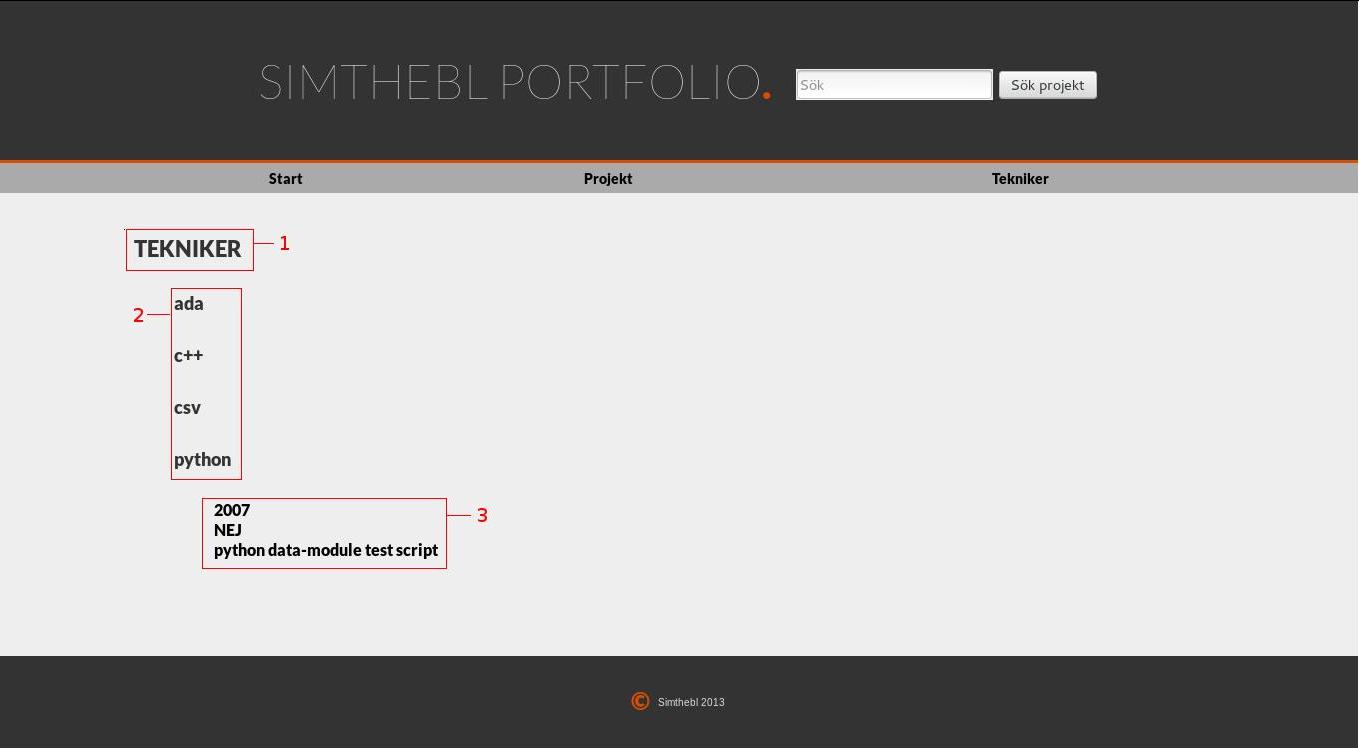 SIMTHEBL PORTFOLIO.
Sök
Sök projekt
Start
Projekt
Tekniker
TEKNIKER
1
2
ada
c++
csv
python
2007
3
NEJ
python data-module test script
© Simthebl 2013